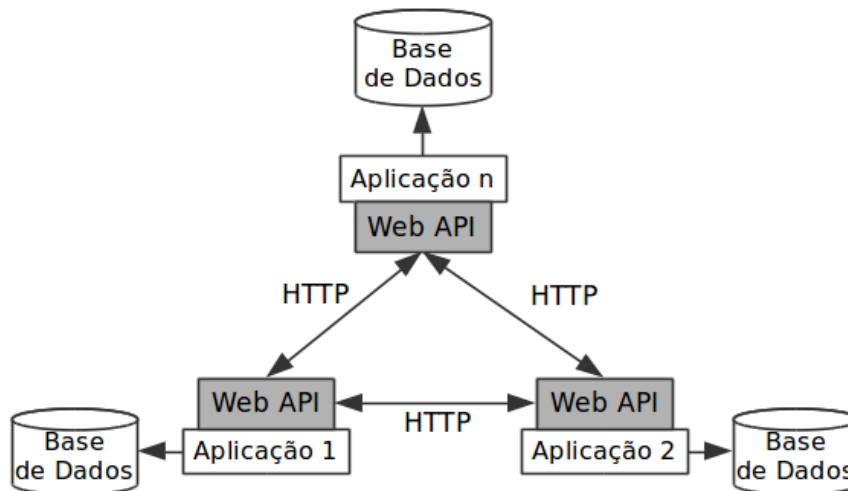 Base
de Dados
Aplicação n
Web API
HTTP
HTTP
Web API
HTTP
Web API
Base
de Dados
Aplicação 1
Aplicação 2
Base
de Dados